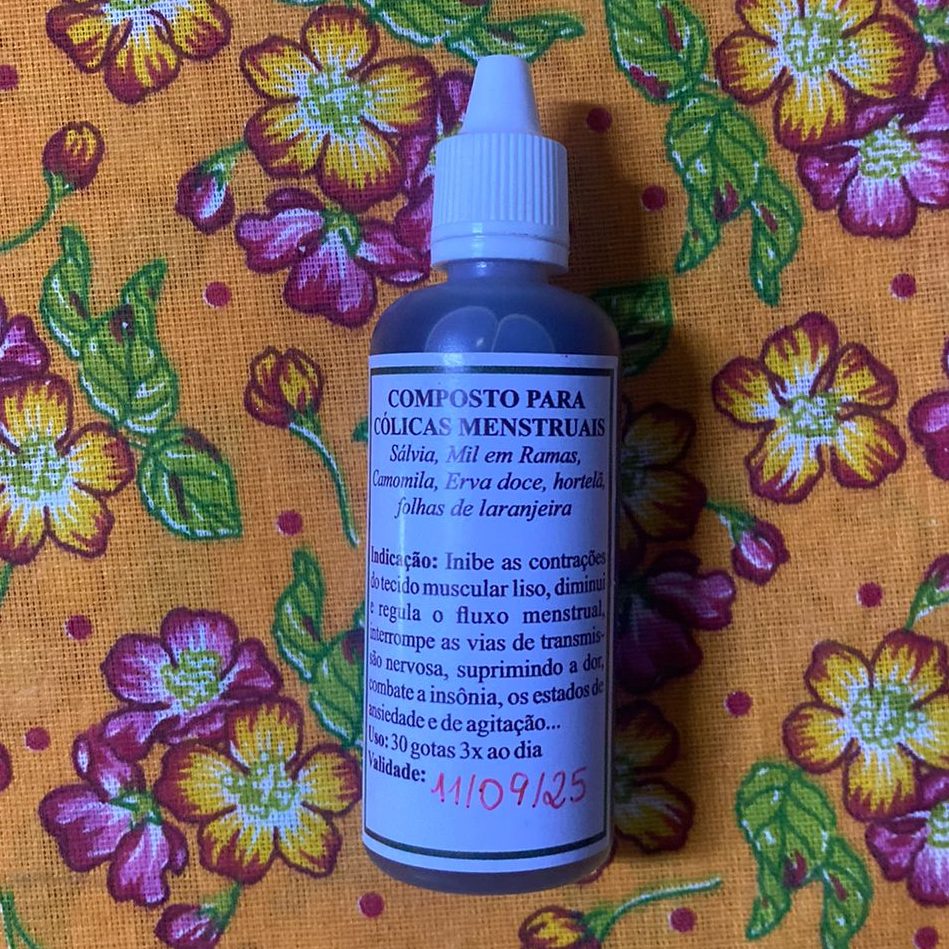 COMPOSTO PARA
CÓLICAS MENSTRUAIS
Sálvia, Mil em Ramas,
Camomila, Erva doce, hortelã,
folhas de laranjeira
Indicação: Inibe as contrações
do tecido muscular liso, diminui
e regula o fluxo menstrual,
interrompe as vias de transmis-
são nervosa, suprimindo a dor,
combate a insônia, os estados de
ansiedade e de agitação...
Uso: 30 gotas 3x ao dia
Validade: 11/09/25